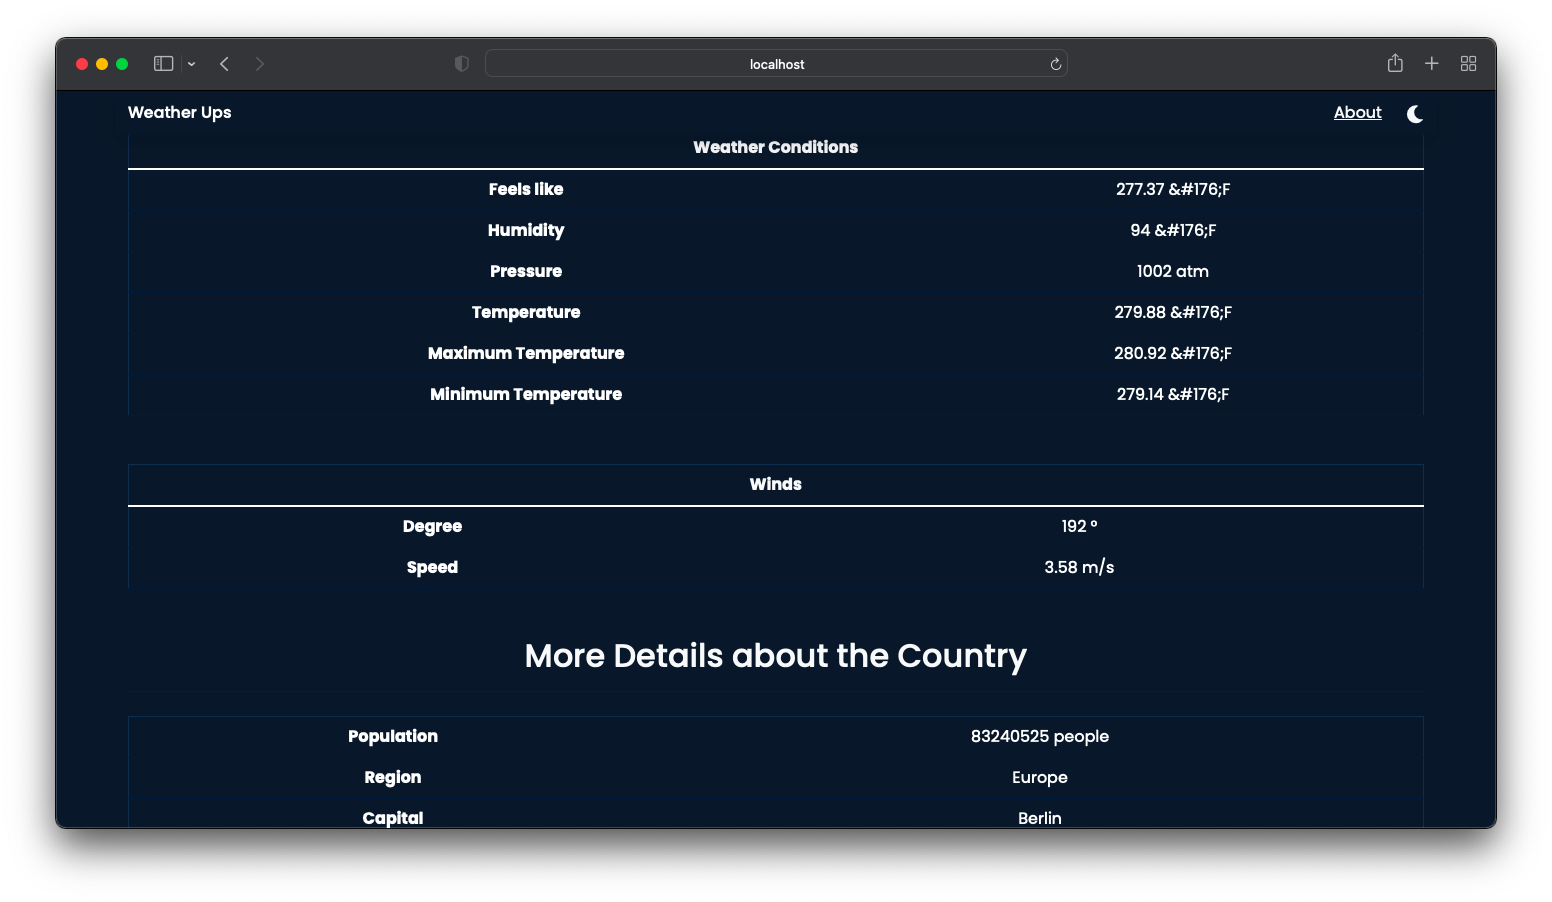 localhost
Weather Ups About
Weather Conditions
Feels like 277.37 &#176;F
Humidity 94 &#176;F
Pressure 1002 atm
Temperature 279.88 &#176;F
Maximum Temperature 280.92 &#176;F
Minimum Temperature 279.14 &#176;F
Winds
Degree 192 °
Speed 3.58 m/s
More Details about the Country
Population 83240525 people
Region Europe
Capital Berlin